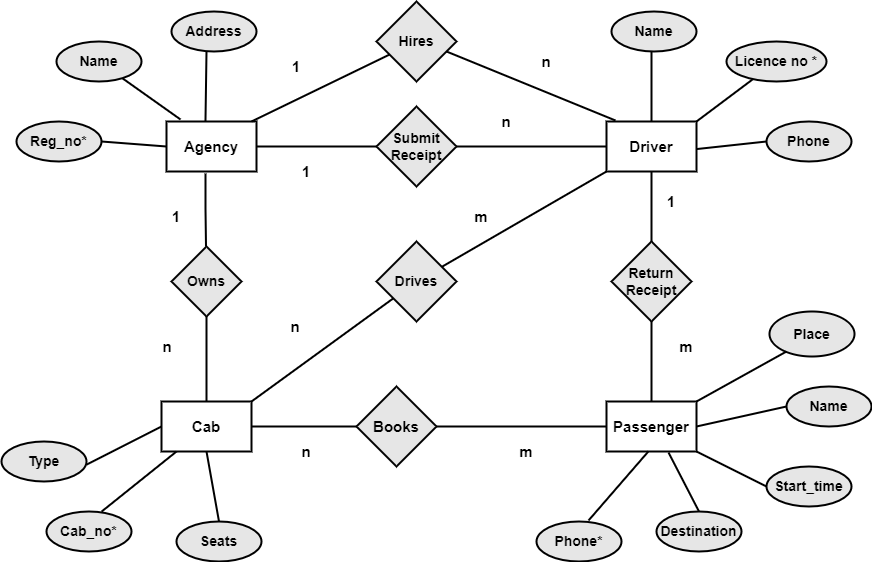 Address
Name
Hires
Name
Licence no *
1
n
Reg_no*
Agency
Submit
Receipt
n
Driver
Phone
1
1
m
1
Owns
Drives
Return
Receipt
n
n
m
Place
Name
Type
Cab
Books
Passenger
n
m
Start_time
Cab_no*
Seats
Phone*
Destination